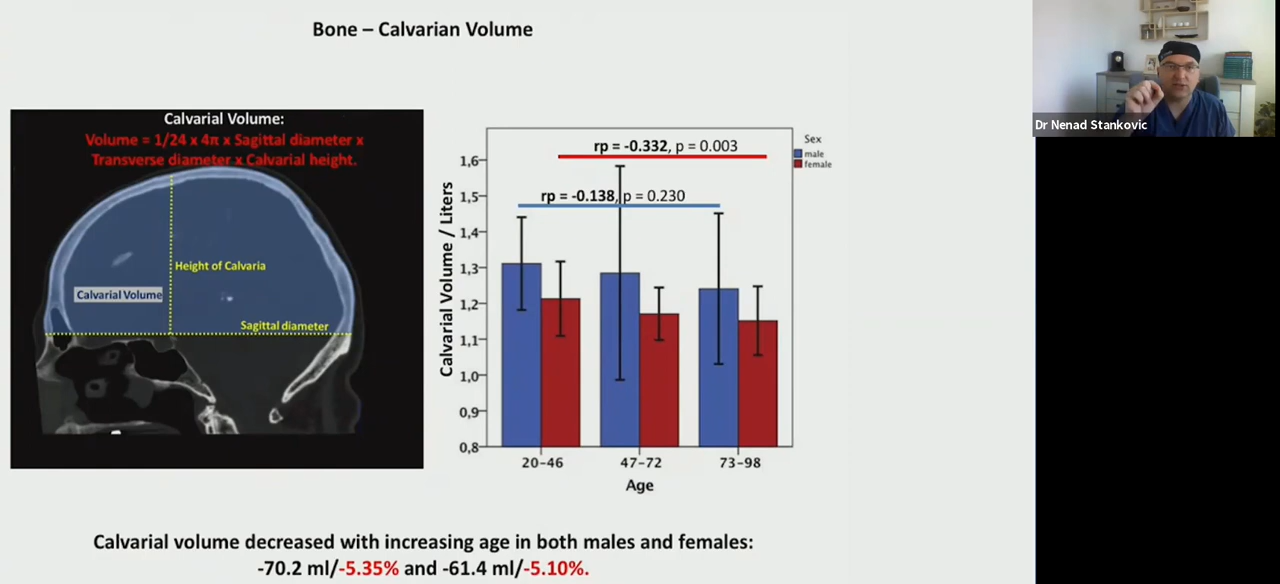 Bone – Calvarian Volume
Calvarial Volume:
Volume = 1/24 x 4π x Sagittal diameter x
Transverse diameter x Calvarial height.
Height of Calvaria
Calvarial Volume
Sagittal diameter
Calvarial Volume / Liters
1,6
1,5
1,4
1,3
1,2
1,1
1,0
0,9
0,8
rp = -0.332, p = 0.003
rp = -0.138, p = 0.230
20-46
47-72
73-98
Age
Sex
male
female
Calvarial volume decreased with increasing age in both males and females:
-70.2 ml/-5.35% and -61.4 ml/-5.10%.
Dr Nenad Stankovic